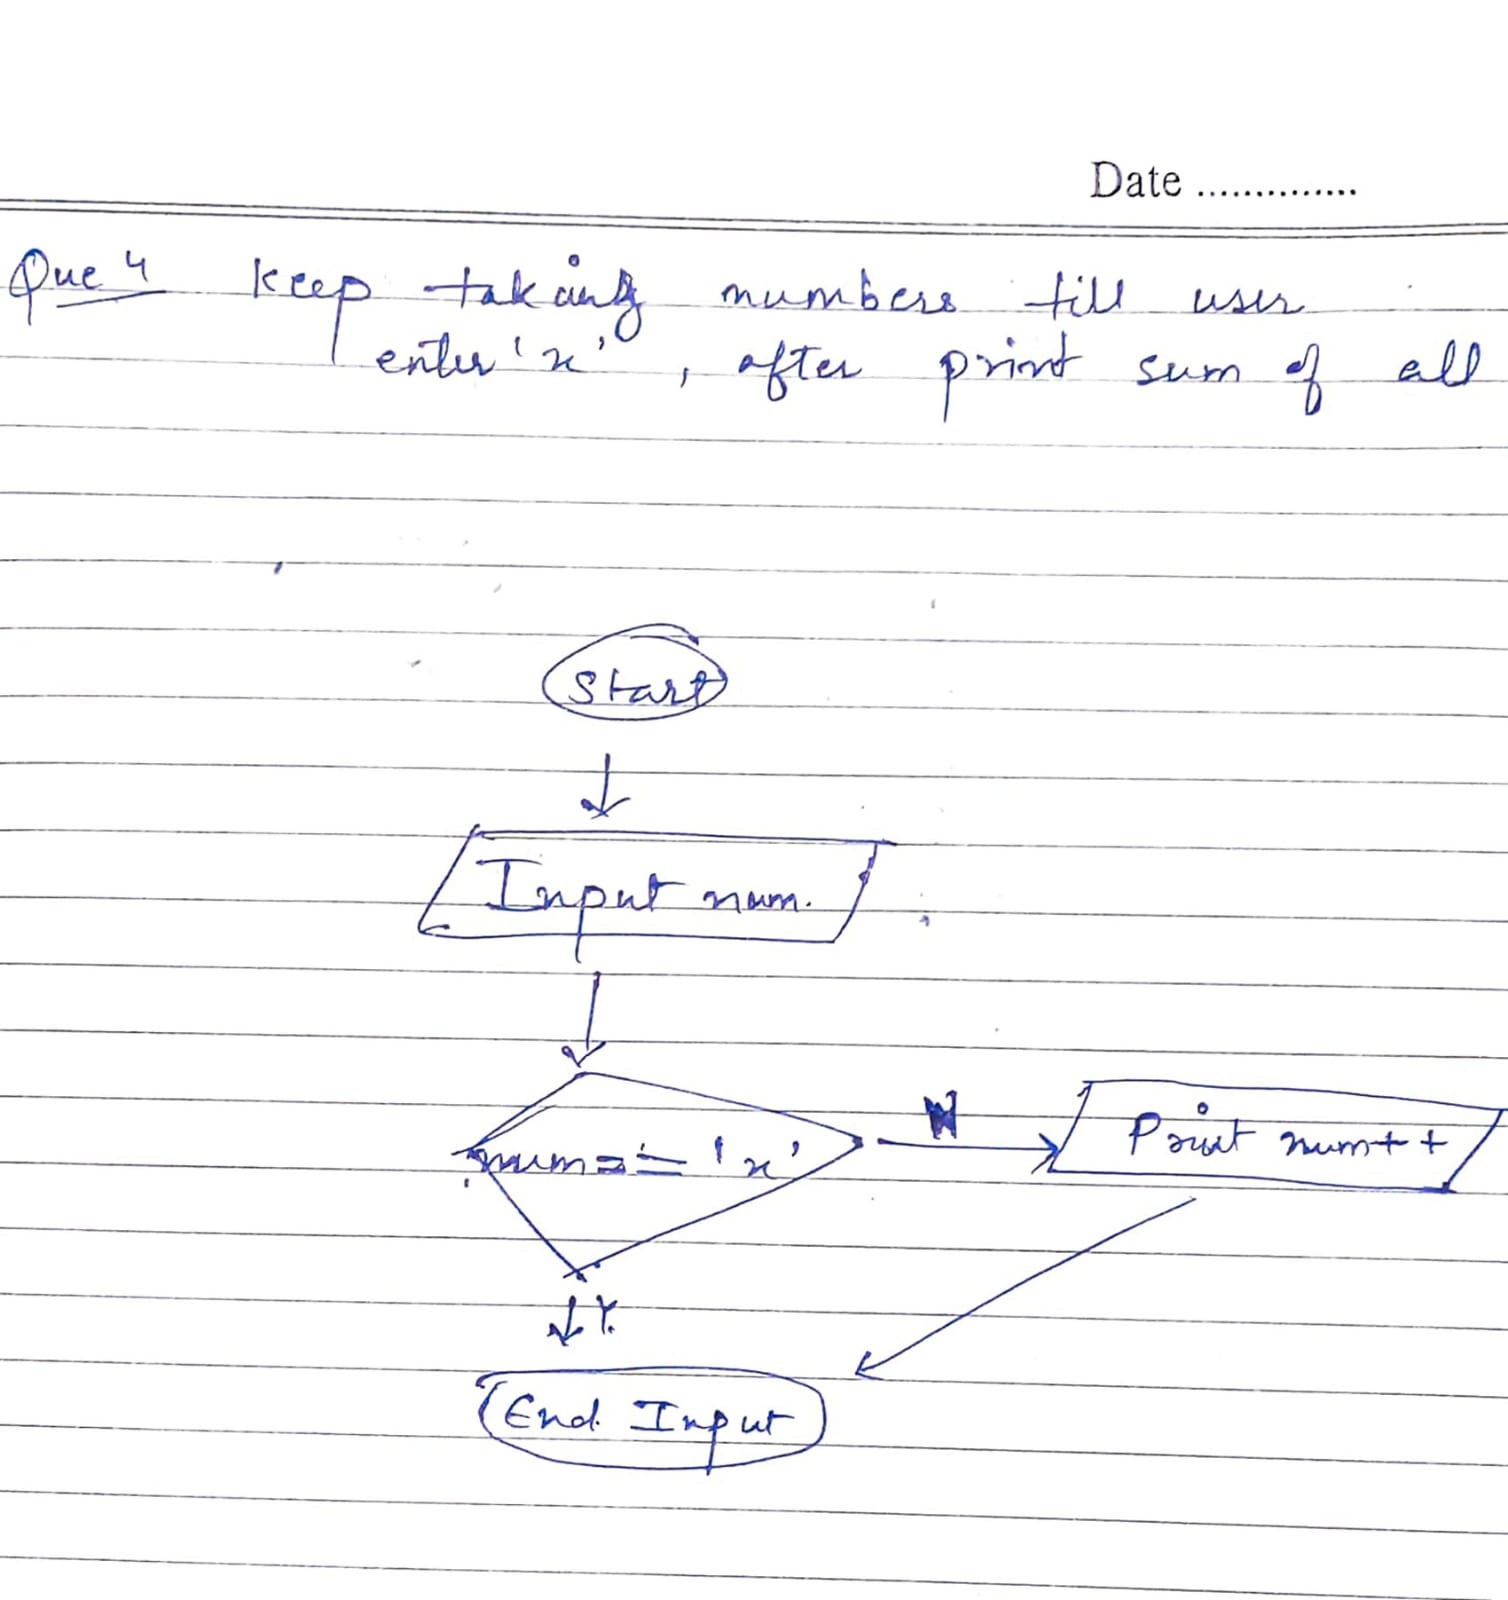 Date ..............
Que 4 keep taking numbers till user
enter 'x' , after print sum of all
Start
Input num.
num == 'x'
N
Print num++
Y.
End Input